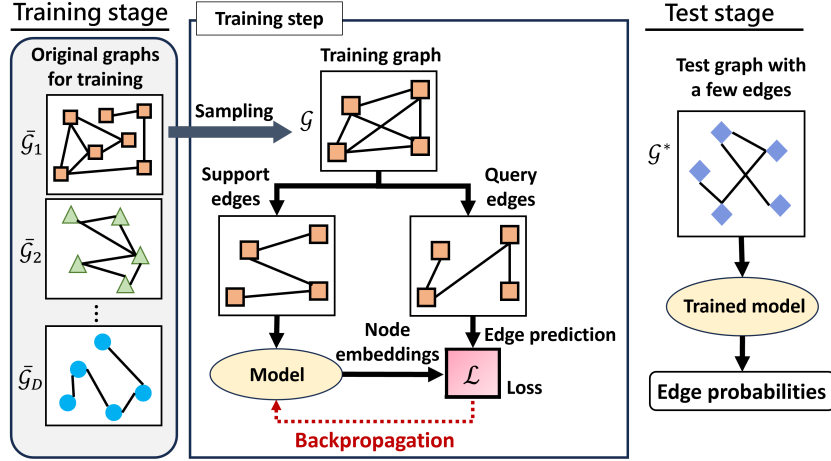 Training stage
Original graphs
for training
𝒢̄₁
𝒢̄₂
⋮
𝒢̄_D
Training step
Training graph
Sampling
𝒢
Support
edges
Query
edges
Node
embeddings
Edge prediction
Model
ℒ
Loss
Backpropagation
Test stage
Test graph with
a few edges
𝒢*
Trained model
Edge probabilities